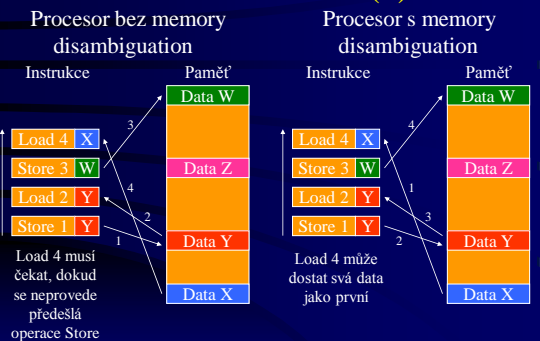 Procesor bez memory
disambiguation
Instrukce
Paměť
Data W
3
Load 4 X
Store 3 W
Data Z
4
Load 2 Y
2
Store 1 Y
1
Data Y
Load 4 musí
čekat, dokud
se neprovede
předešlá
operace Store
Data X
Procesor s memory
disambiguation
Instrukce
Paměť
Data W
4
Load 4 X
Store 3 W
Data Z
1
Load 2 Y
3
Store 1 Y
2
Data Y
Load 4 může
dostat svá data
jako první
Data X